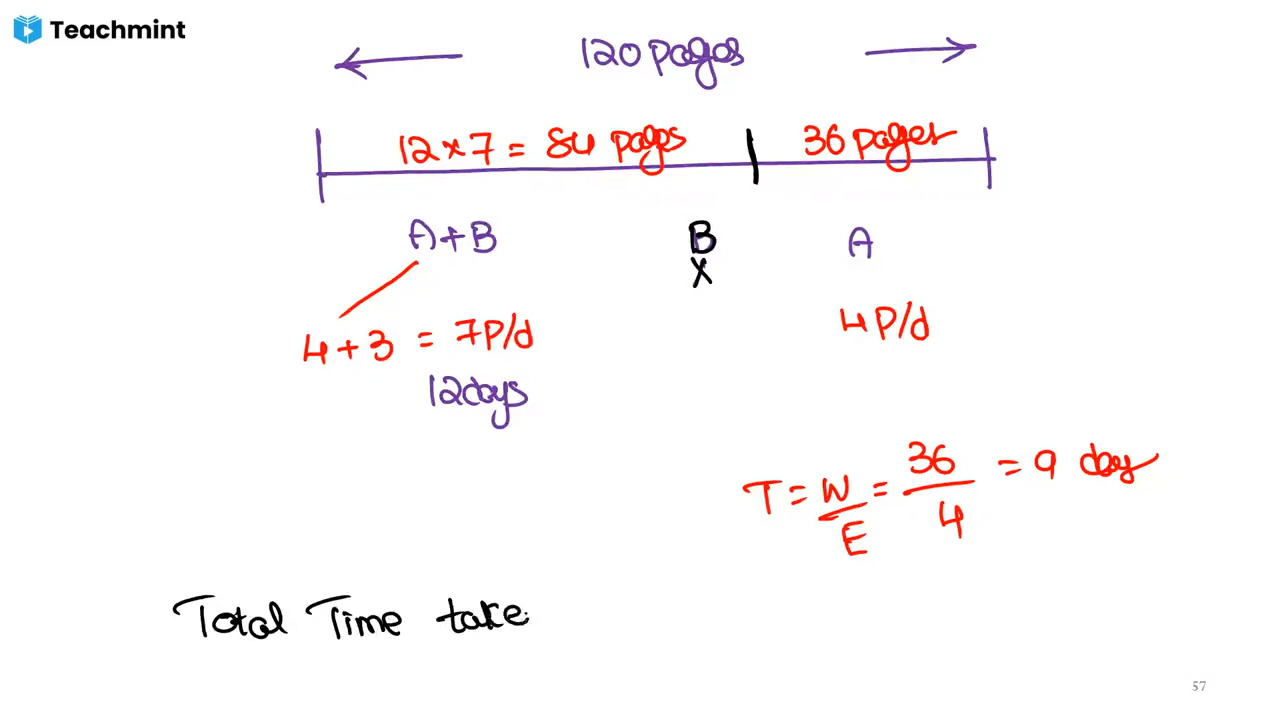 Teachmint
120 pages
12 × 7 = 84 pages
36 pages
A + B
B
A
X
4 + 3 = 7P/d
4P/d
12days
T = W/E = 36/4 = 9 day
Total Time take
57